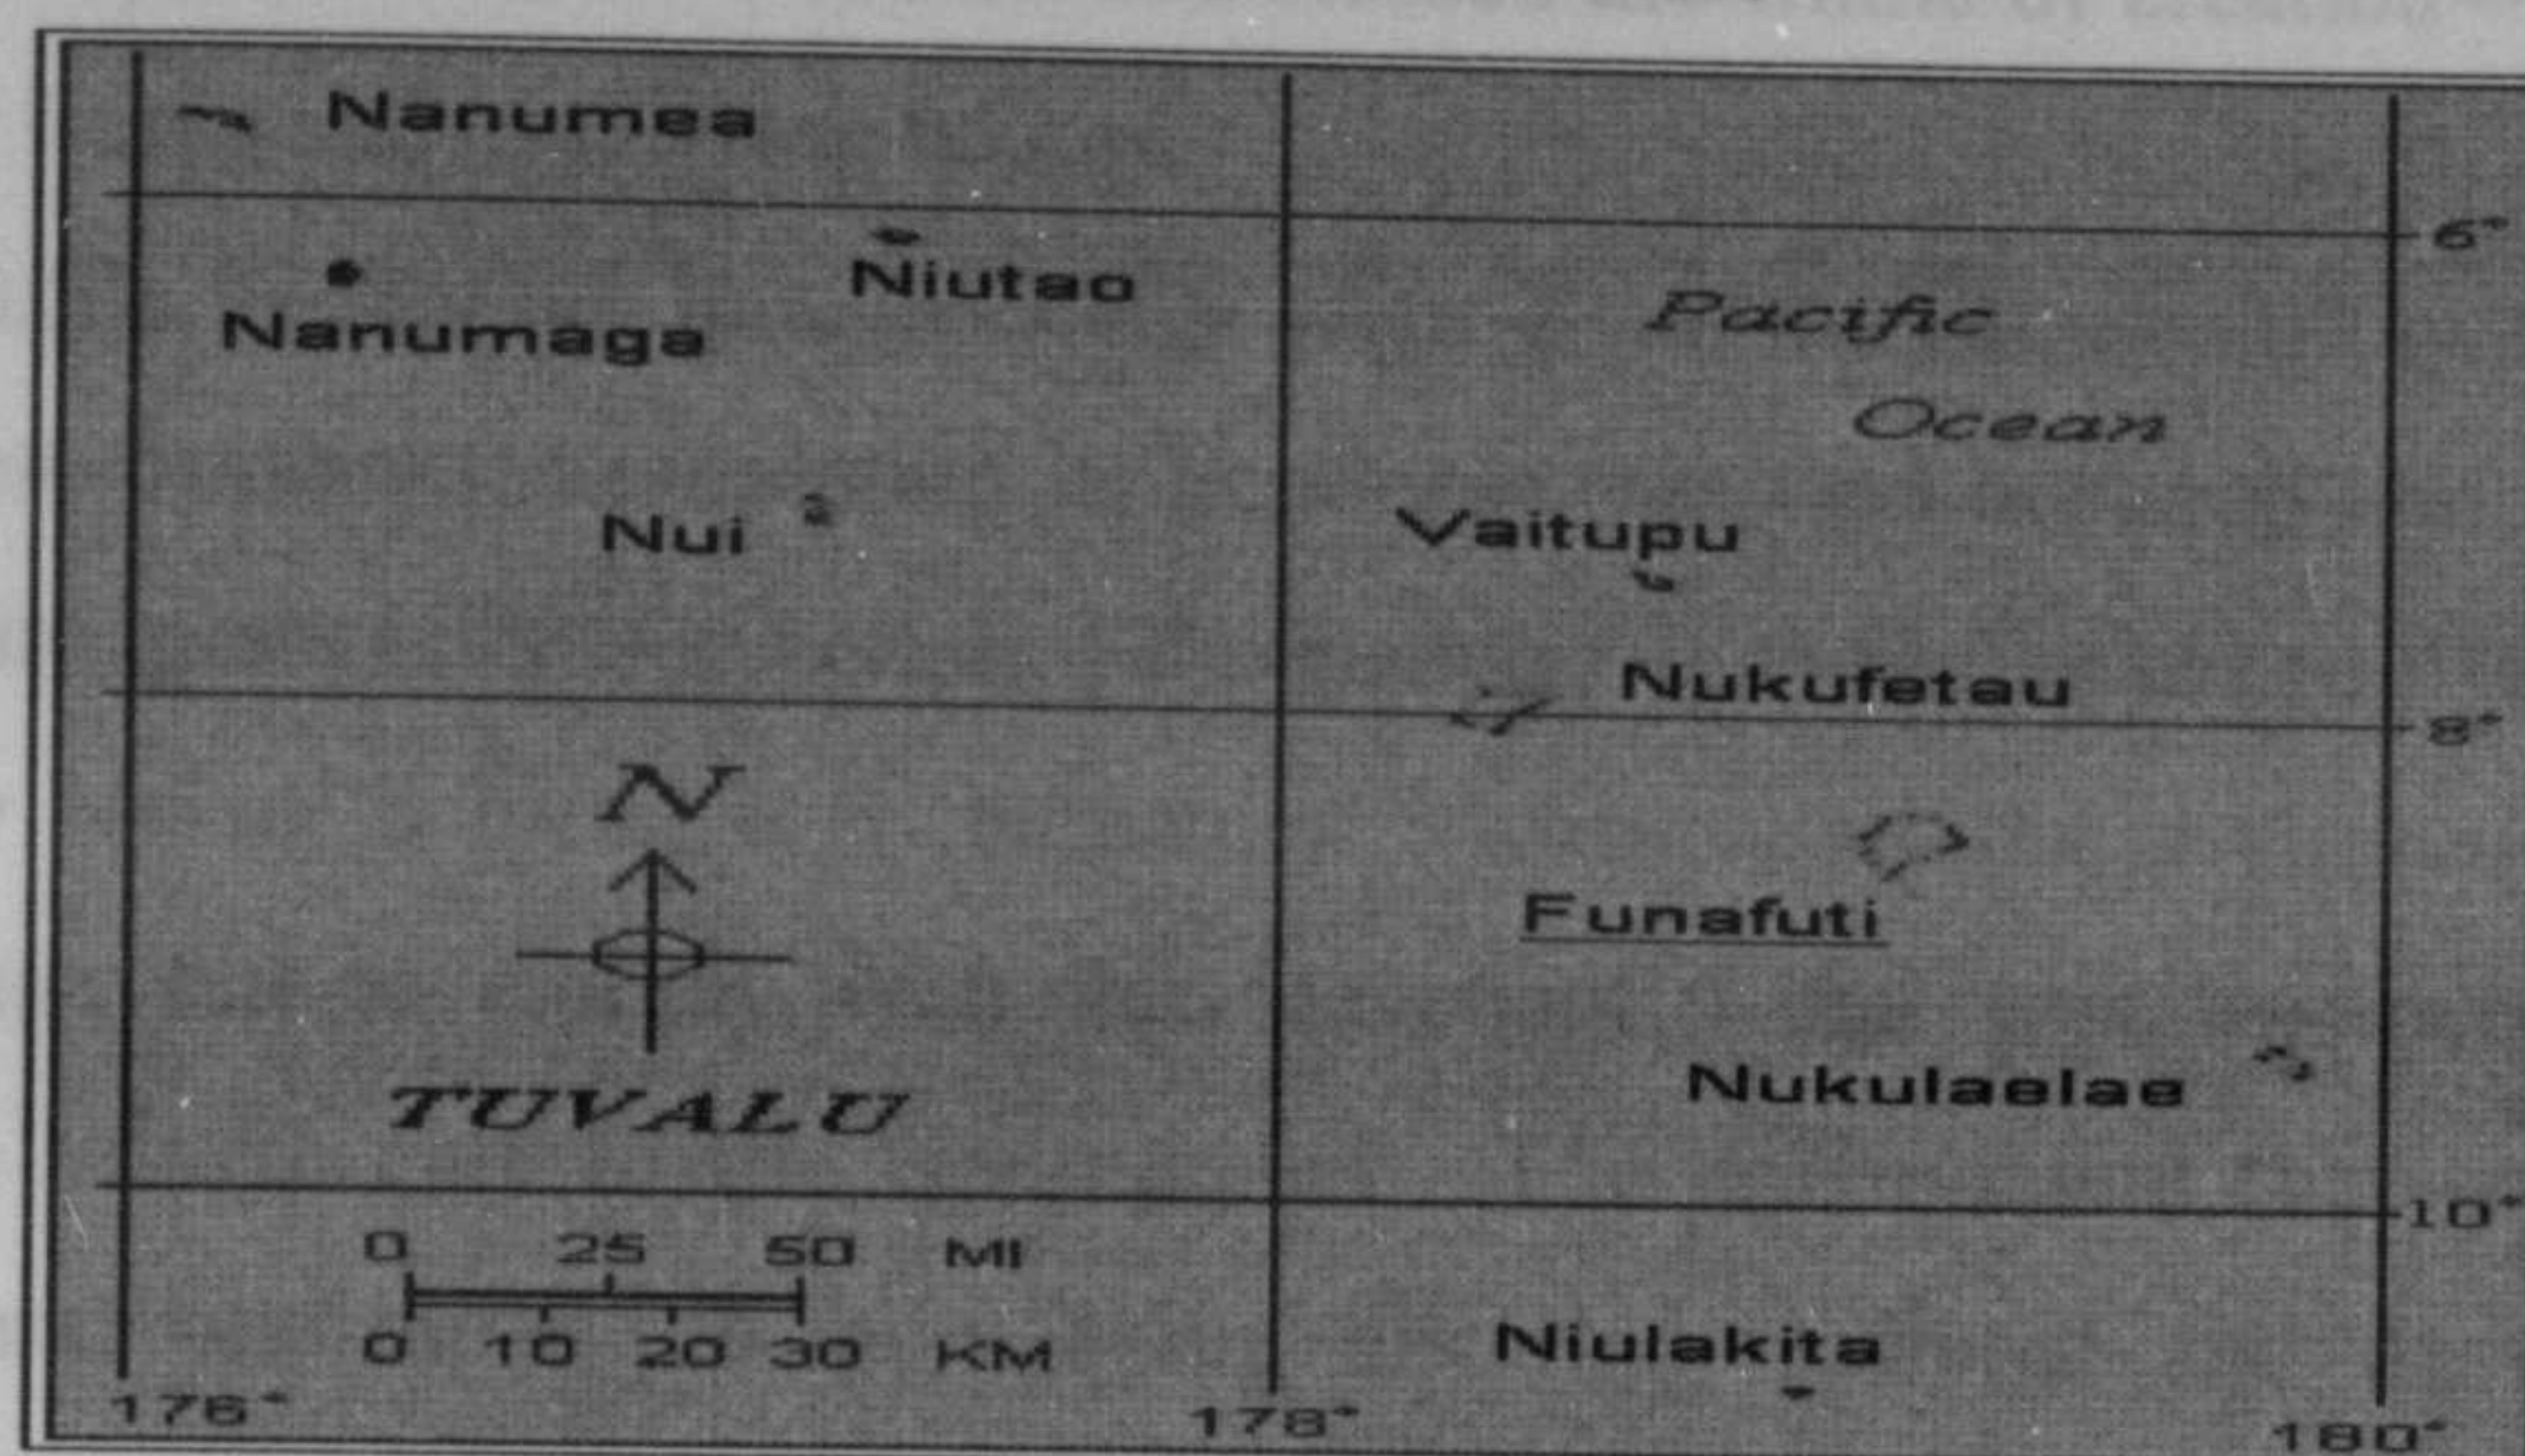 Nanumea
6°
Niutao
Nanumaga
Pacific
Ocean
Nui
Vaitupu
Nukufetau
8°
N
Funafuti
Nukulaelae
TUVALU
10°
0 25 50 MI
0 10 20 30 KM
Niulakita
176° 178° 180°